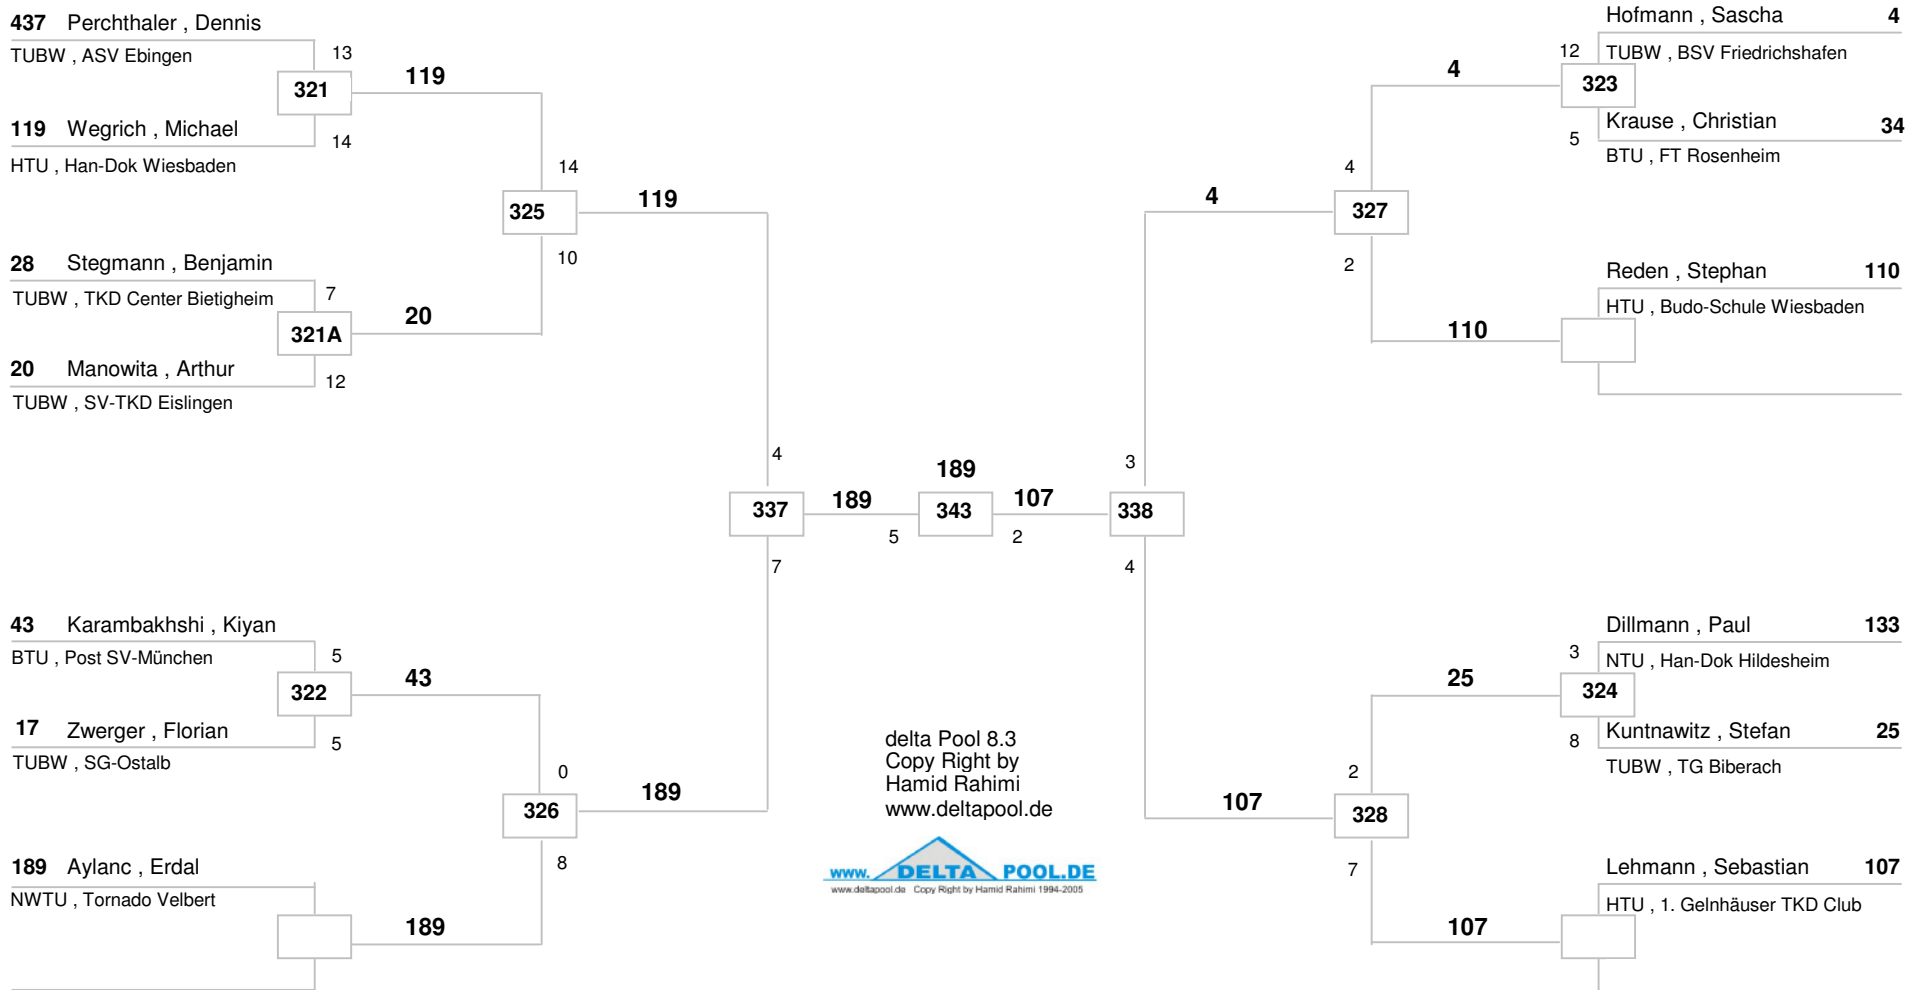 437 Perchthaler , Dennis
TUBW , ASV Ebingen
13
321
119
119 Wegrich , Michael
14
HTU , Han-Dok Wiesbaden
14
325
119
10
28 Stegmann , Benjamin
TUBW , TKD Center Bietigheim
7
321A
20
20 Manowita , Arthur
12
TUBW , SV-TKD Eislingen
4
337
189
5
7
43 Karambakhshi , Kiyan
BTU , Post SV-München
5
322
43
17 Zwerger , Florian
5
TUBW , SG-Ostalb
0
326
189
8
189 Aylanc , Erdal
NWTU , Tornado Velbert
189
189
343
107
2
Hofmann , Sascha 4
12
TUBW , BSV Friedrichshafen
4
323
Krause , Christian 34
5
BTU , FT Rosenheim
4
4
327
2
Reden , Stephan 110
HTU , Budo-Schule Wiesbaden
110
3
338
4
Dillmann , Paul 133
3
NTU , Han-Dok Hildesheim
25
324
Kuntnawitz , Stefan 25
8
TUBW , TG Biberach
2
107
328
7
Lehmann , Sebastian 107
HTU , 1. Gelnhäuser TKD Club
107
delta Pool 8.3
Copy Right by
Hamid Rahimi
www.deltapool.de
www. DELTA POOL.DE
www.deltapool.de Copy Right by Hamid Rahimi 1994-2005